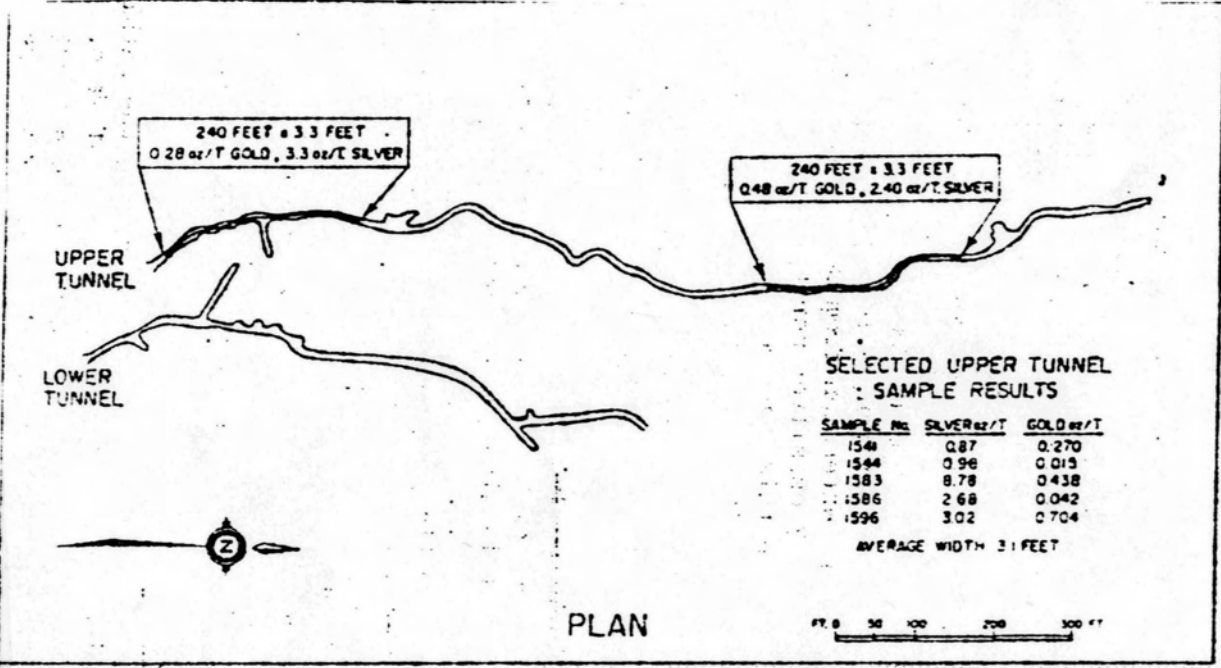 240 FEET x 3.3 FEET
0.28 oz/T GOLD, 3.3 oz/T. SILVER
240 FEET x 3.3 FEET
0.48 oz/T GOLD, 2.40 oz/T. SILVER
UPPER
TUNNEL
LOWER
TUNNEL
SELECTED UPPER TUNNEL
SAMPLE RESULTS
SAMPLE No. SILVER oz/T GOLD oz/T
1541 0.87 0.270
1544 0.98 0.015
1583 8.78 0.438
1586 2.68 0.042
1596 3.02 0.704
AVERAGE WIDTH 3.1 FEET
Z
PLAN
FT. 0 50 100 200 300 FT